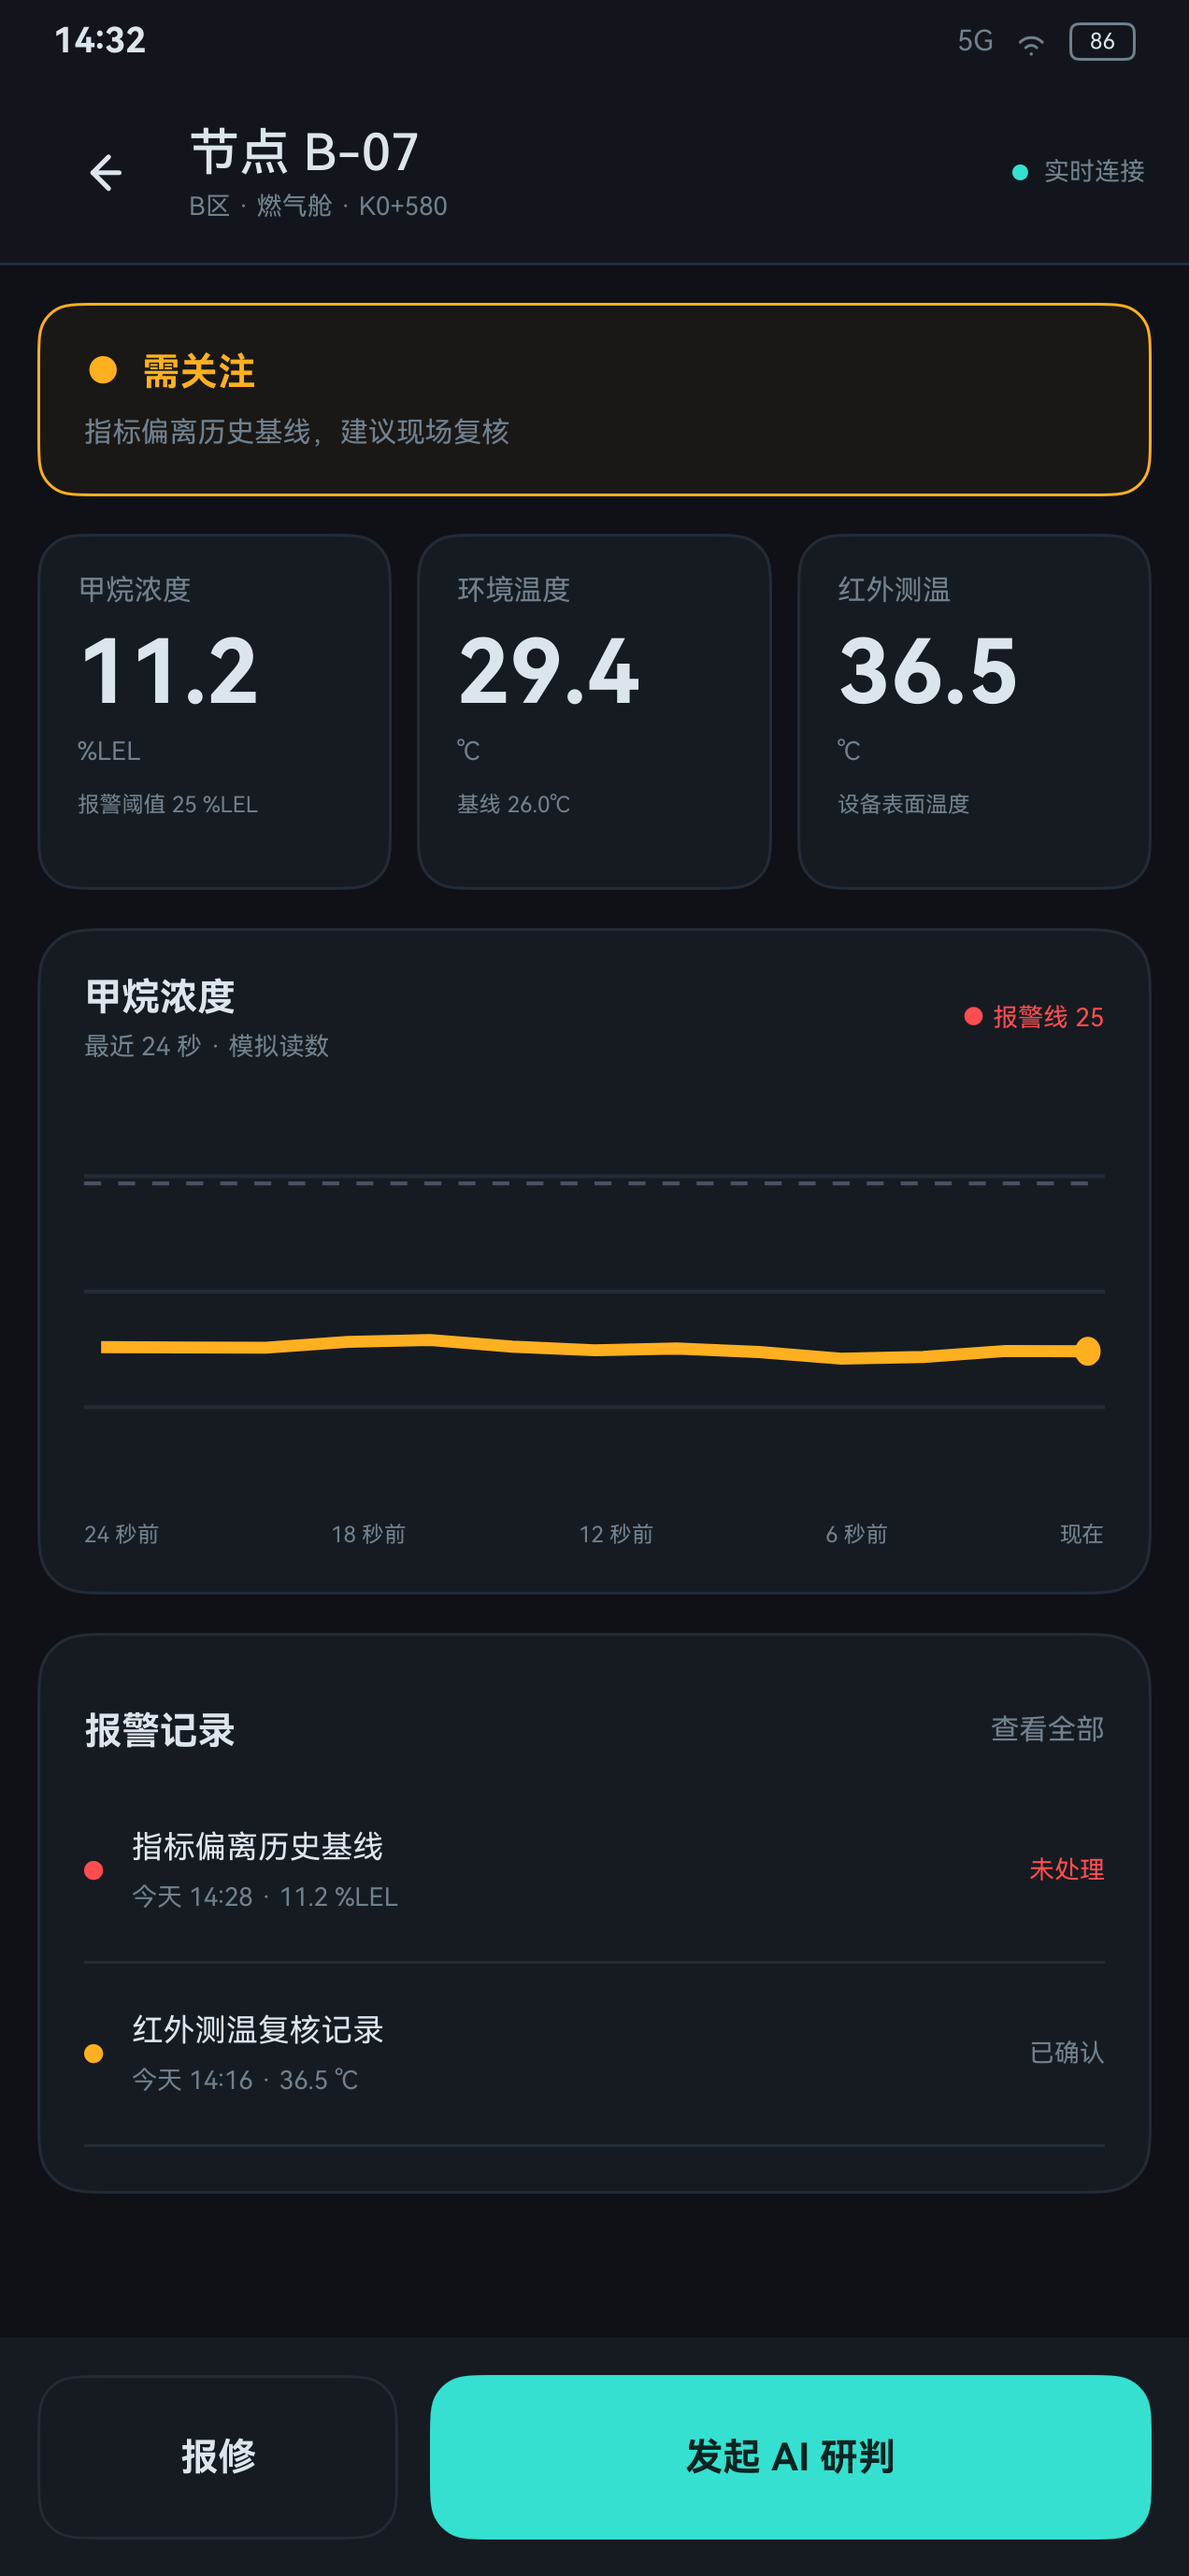 14:32
5G
86
节点 B-07
B区 · 燃气舱 · K0+580
实时连接
需关注
指标偏离历史基线，建议现场复核
甲烷浓度
11.2
%LEL
报警阈值 25 %LEL
环境温度
29.4
℃
基线 26.0℃
红外测温
36.5
℃
设备表面温度
甲烷浓度
最近 24 秒 · 模拟读数
报警线 25
24 秒前
18 秒前
12 秒前
6 秒前
现在
报警记录
查看全部
指标偏离历史基线
今天 14:28 · 11.2 %LEL
未处理
红外测温复核记录
今天 14:16 · 36.5 ℃
已确认
报修
发起 AI 研判